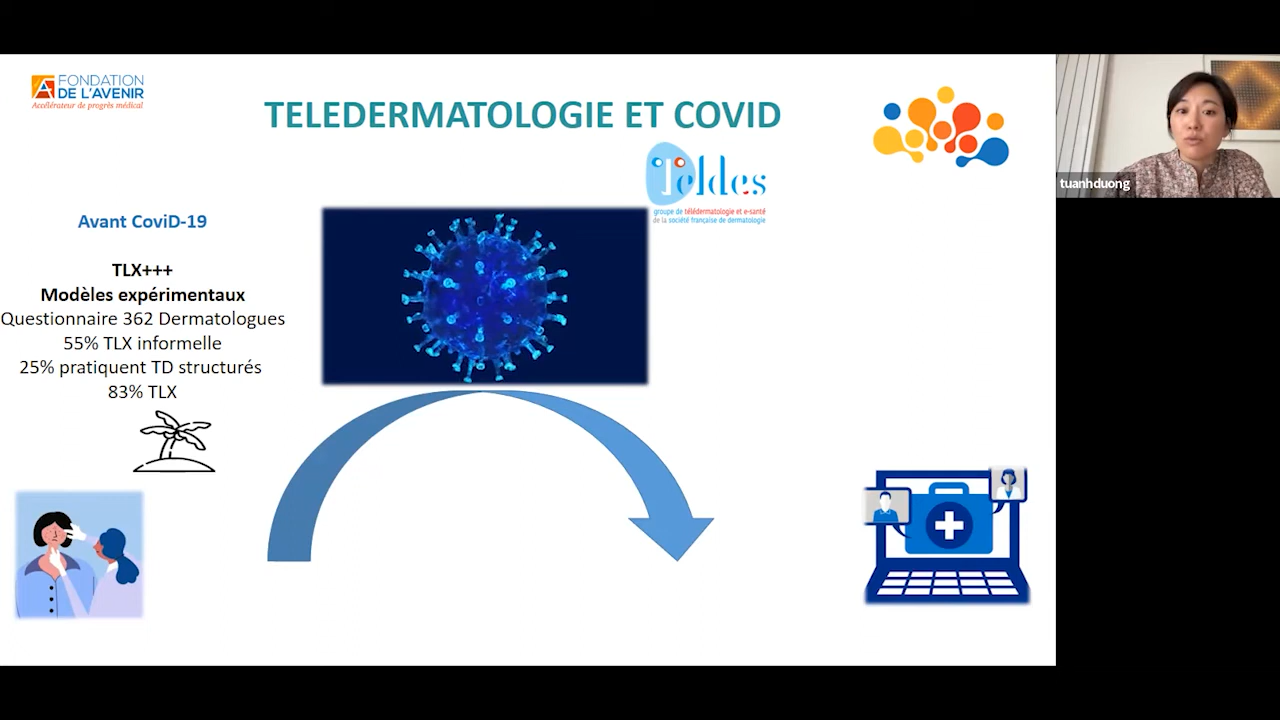 FONDATION
DE L'AVENIR
Accélérateur de progrès médical
TELEDERMATOLOGIE ET COVID
Teldes
groupe de télédermatologie et e-santé
de la société française de dermatologie
tuanhduong
Avant CoviD-19
TLX+++
Modèles expérimentaux
Questionnaire 362 Dermatologues
55% TLX informelle
25% pratiquent TD structurés
83% TLX